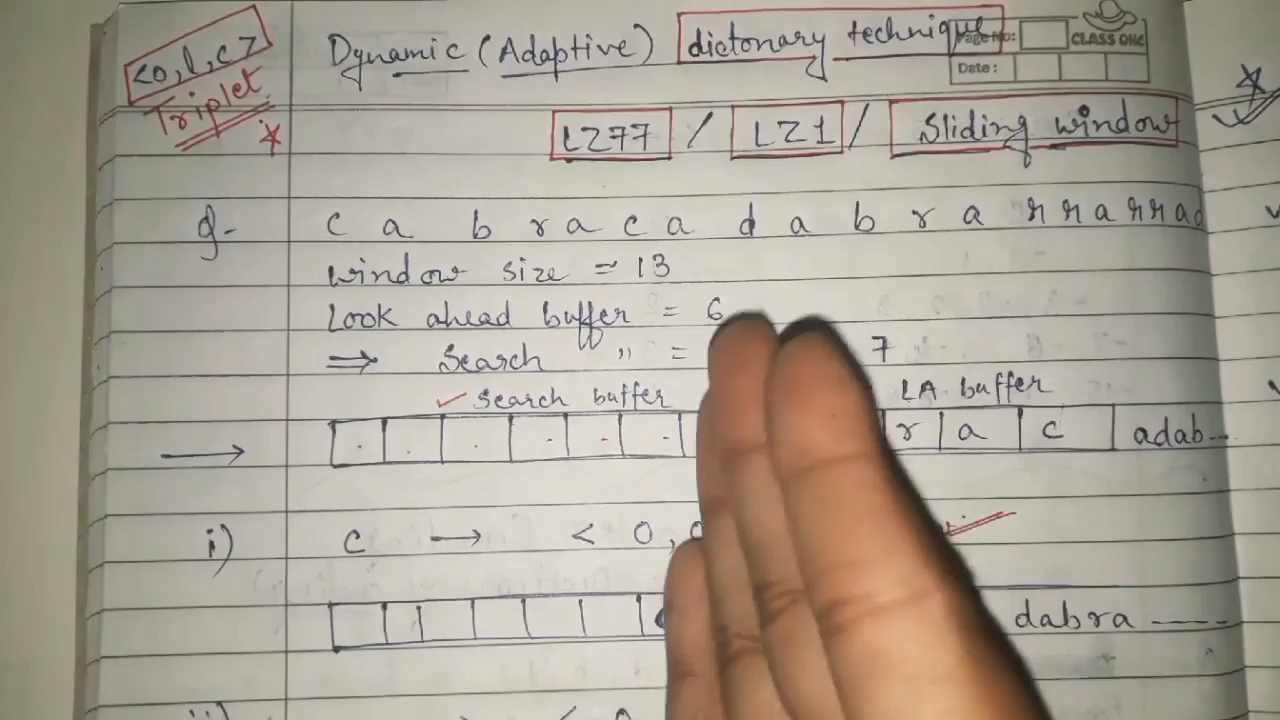 <o, l, c>
Triplet
Dynamic (Adaptive) dictonary technique
Page No:
CLASS ONE
Date:
LZ77 / LZ1 / Sliding window
Q- c a b r a c a d a b r a r r a r r a d
window size = 13
Look ahead buffer = 6
⇒ Search " = 7
✓ Search buffer LA buffer
→ r a c adab--
i) c → < 0,
dabra ----
ii)